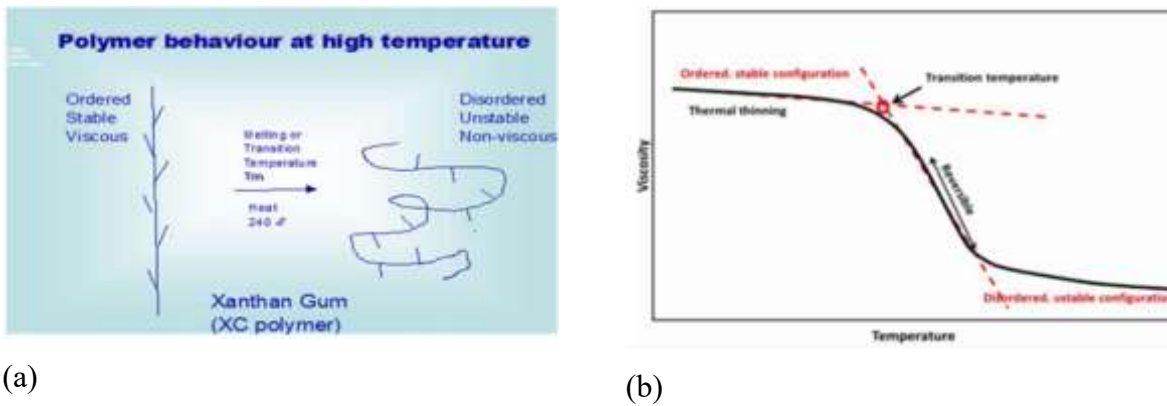 Polymer behaviour at high temperature
Ordered
Stable
Viscous
Melting or
Transition
Temperature
Tm
Heat
Disordered
Unstable
Non-viscous
Xanthan Gum
(XC polymer)
(a)
Ordered. stable configuration
Transition temperature
Thermal thinning
Reversible
Viscosity
Disordered. ustable configuration
Temperature
(b)